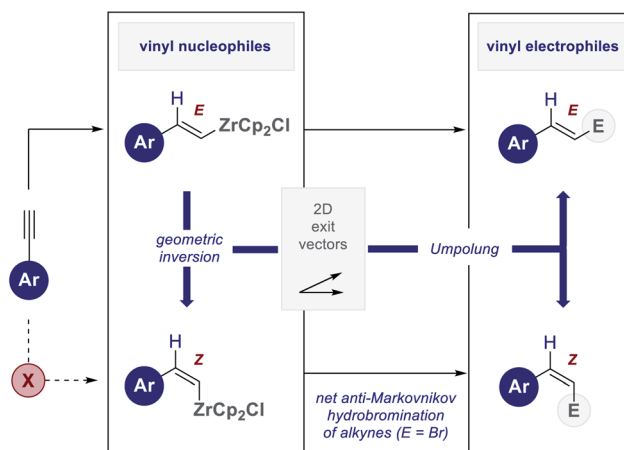 vinyl nucleophiles
vinyl electrophiles
H
E
Ar
ZrCp₂Cl
H
E
Ar
E
geometric
inversion
2D
exit
vectors
Umpolung
Ar
X
H
Z
Ar
ZrCp₂Cl
net anti-Markovnikov
hydrobromination
of alkynes (E = Br)
H
Z
Ar
E